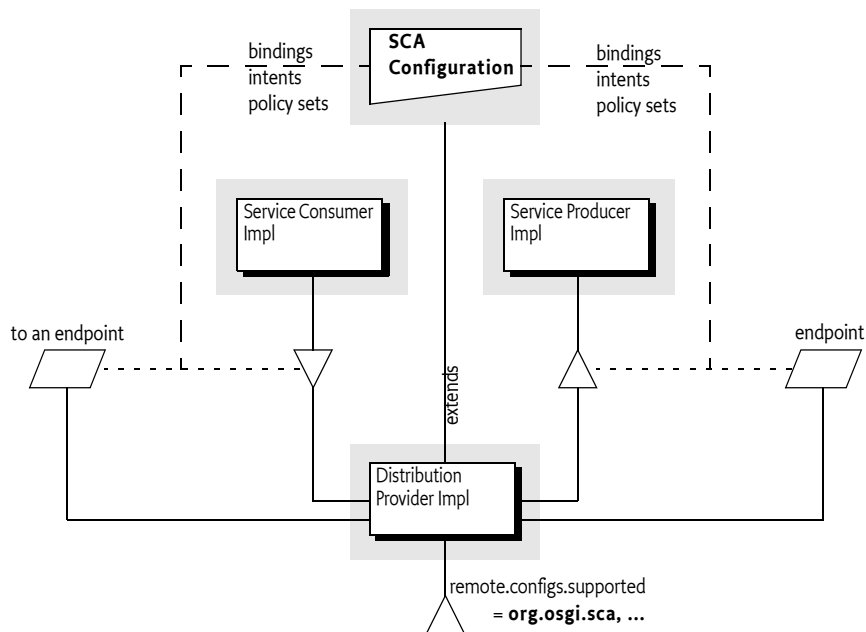 SCA
Configuration
bindings
intents
policy sets
bindings
intents
policy sets
Service Consumer
Impl
Service Producer
Impl
to an endpoint
endpoint
extends
Distribution
Provider Impl
remote.configs.supported
= org.osgi.sca, ...